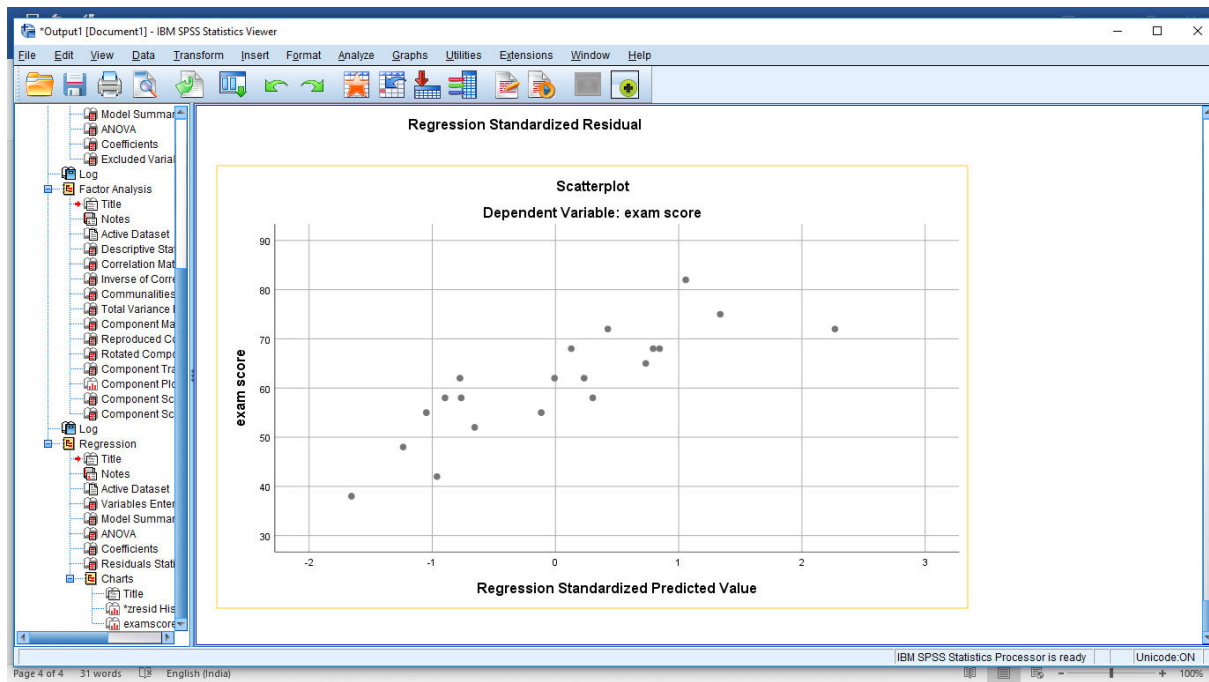 *Output1 [Document1] - IBM SPSS Statistics Viewer
File Edit View Data Transform Insert Format Analyze Graphs Utilities Extensions Window Help
Model Summar
ANOVA
Coefficients
Excluded Varial
Log
Factor Analysis
Title
Notes
Active Dataset
Descriptive Sta
Correlation Mat
Inverse of Corre
Communalities
Total Variance
Component Ma
Reproduced Co
Rotated Compo
Component Tra
Component Plo
Component Sc
Component Sc
Log
Regression
Title
Notes
Active Dataset
Variables Enter
Model Summar
ANOVA
Coefficients
Residuals Stati
Charts
Title
*zresid His
examscore
Regression Standardized Residual
Scatterplot
Dependent Variable: exam score
exam score
90
80
70
60
50
40
30
-2 -1 0 1 2 3
Regression Standardized Predicted Value
IBM SPSS Statistics Processor is ready Unicode:ON
Page 4 of 4 31 words English (India) 100%